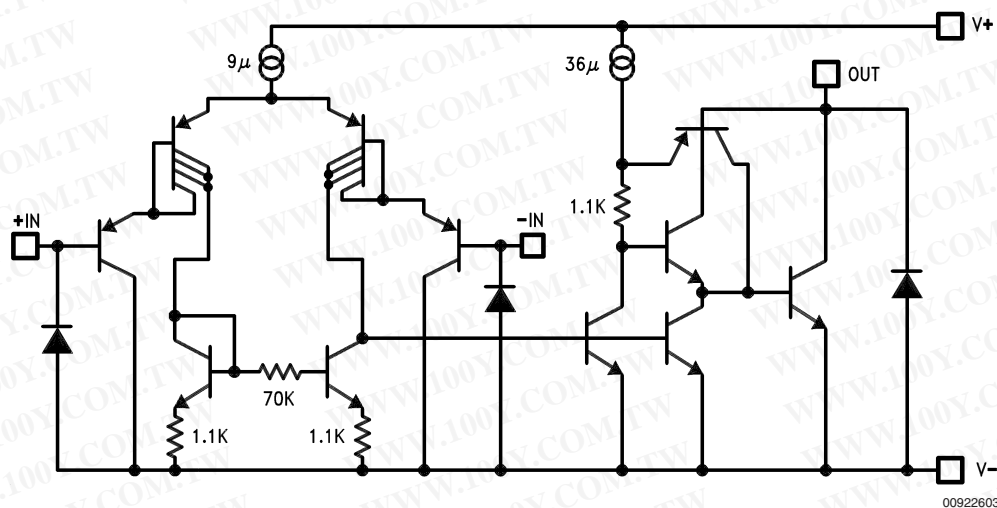 V+
9μ
36μ
OUT
+IN
-IN
1.1K
70K
1.1K
1.1K
V-
00922603
WWW.100Y.COM.TW